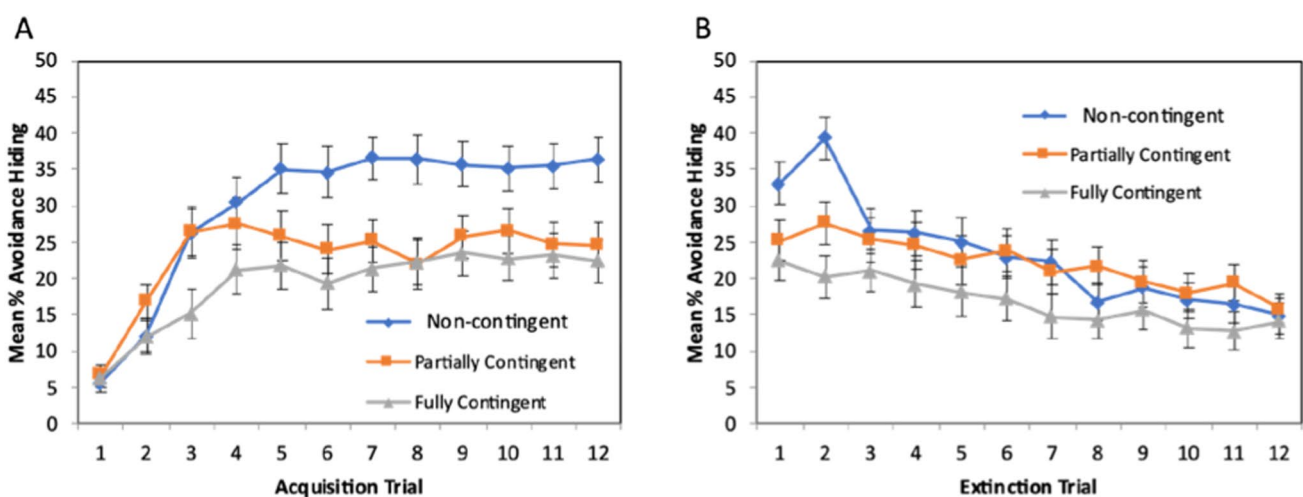 A
Mean % Avoidance Hiding
50
45
40
35
30
25
20
15
10
5
0
Non-contingent
Partially Contingent
Fully Contingent
1 2 3 4 5 6 7 8 9 10 11 12
Acquisition Trial
B
Mean % Avoidance Hiding
50
45
40
35
30
25
20
15
10
5
0
Non-contingent
Partially Contingent
Fully Contingent
1 2 3 4 5 6 7 8 9 10 11 12
Extinction Trial